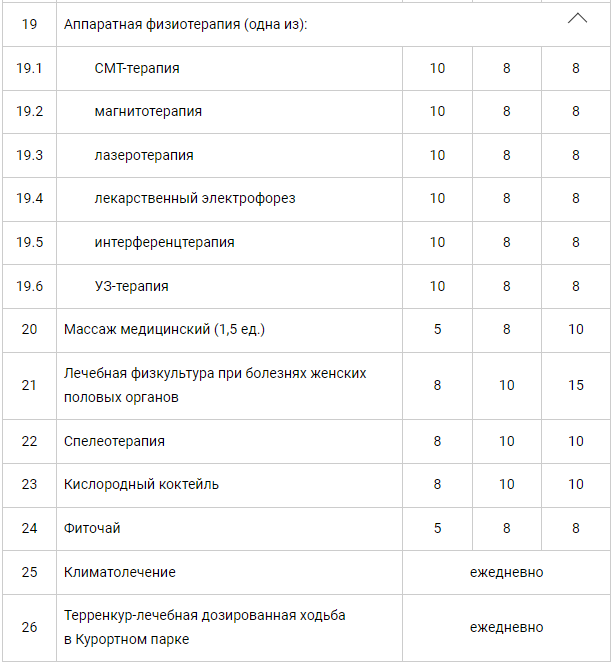 19 Аппаратная физиотерапия (одна из):
19.1 СМТ-терапия 10 8 8
19.2 магнитотерапия 10 8 8
19.3 лазеротерапия 10 8 8
19.4 лекарственный электрофорез 10 8 8
19.5 интерференцтерапия 10 8 8
19.6 УЗ-терапия 10 8 8
20 Массаж медицинский (1,5 ед.) 5 8 10
21 Лечебная физкультура при болезнях женских
половых органов 8 10 15
22 Спелеотерапия 8 10 10
23 Кислородный коктейль 8 10 10
24 Фиточай 5 8 8
25 Климатолечение ежедневно
26 Терренкур-лечебная дозированная ходьба
в Курортном парке ежедневно